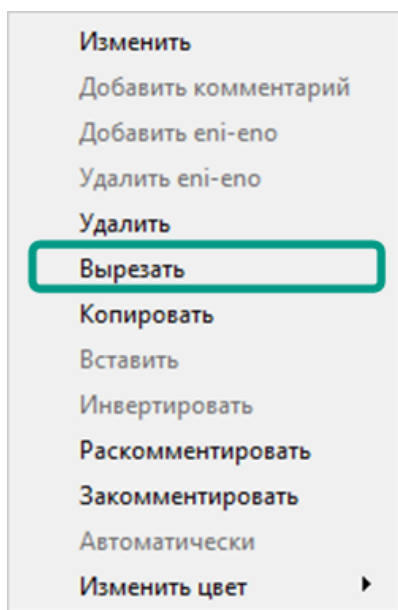 Изменить
Добавить комментарий
Добавить eni-eno
Удалить eni-eno
Удалить
Вырезать
Копировать
Вставить
Инвертировать
Раскомментировать
Закомментировать
Автоматически
Изменить цвет